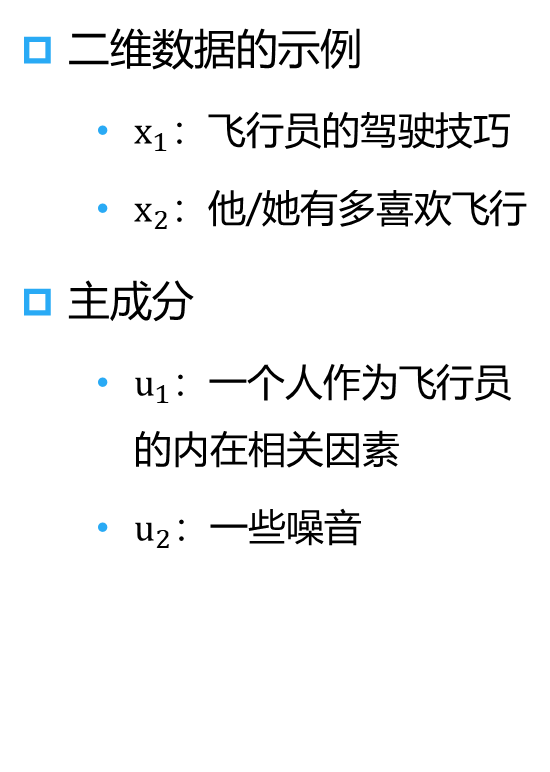 二维数据的示例
• x₁：飞行员的驾驶技巧
• x₂：他/她有多喜欢飞行
主成分
• u₁：一个人作为飞行员
的内在相关因素
• u₂：一些噪音